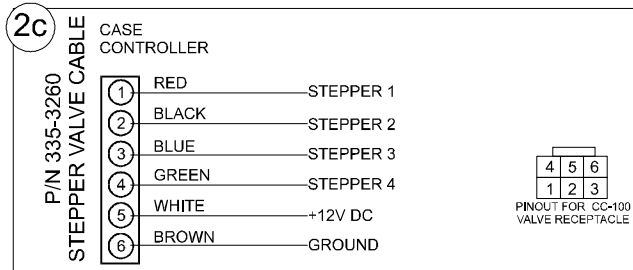 2c
P/N 335-3260
STEPPER VALVE CABLE
CASE
CONTROLLER
1 RED STEPPER 1
2 BLACK STEPPER 2
3 BLUE STEPPER 3
4 GREEN STEPPER 4
5 WHITE +12V DC
6 BROWN GROUND
4 5 6
1 2 3
PINOUT FOR CC-100
VALVE RECEPTACLE